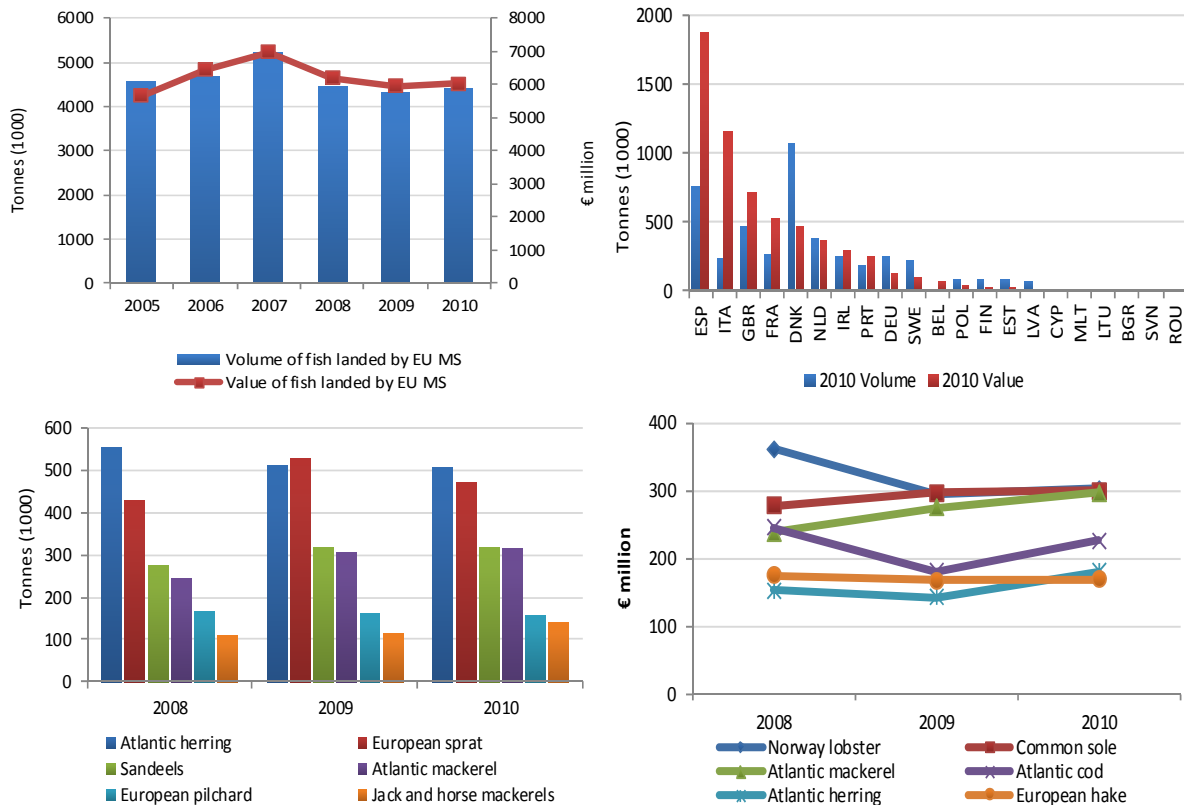 6000
5000
4000
3000
2000
1000
0
Tonnes (1000)
8000
7000
6000
5000
4000
3000
2000
1000
0
€ million
2005 2006 2007 2008 2009 2010
Volume of fish landed by EU MS
Value of fish landed by EU MS
2000
1500
1000
500
0
Tonnes (1000)
ESP ITA GBR FRA DNK NLD IRL PRT DEU SWE BEL POL FIN EST LVA CYP MLT LTU BGR SVN ROU
2010 Volume 2010 Value
600
500
400
300
200
100
0
Tonnes (1000)
2008 2009 2010
Atlantic herring European sprat
Sandeels Atlantic mackerel
European pilchard Jack and horse mackerels
400
300
200
100
0
€ million
2008 2009 2010
Norway lobster Common sole
Atlantic mackerel Atlantic cod
Atlantic herring European hake